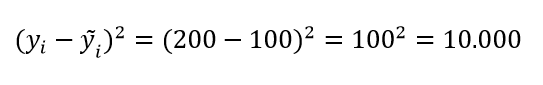 (yᵢ − ỹᵢ)² = (200 − 100)² = 100² = 10.000